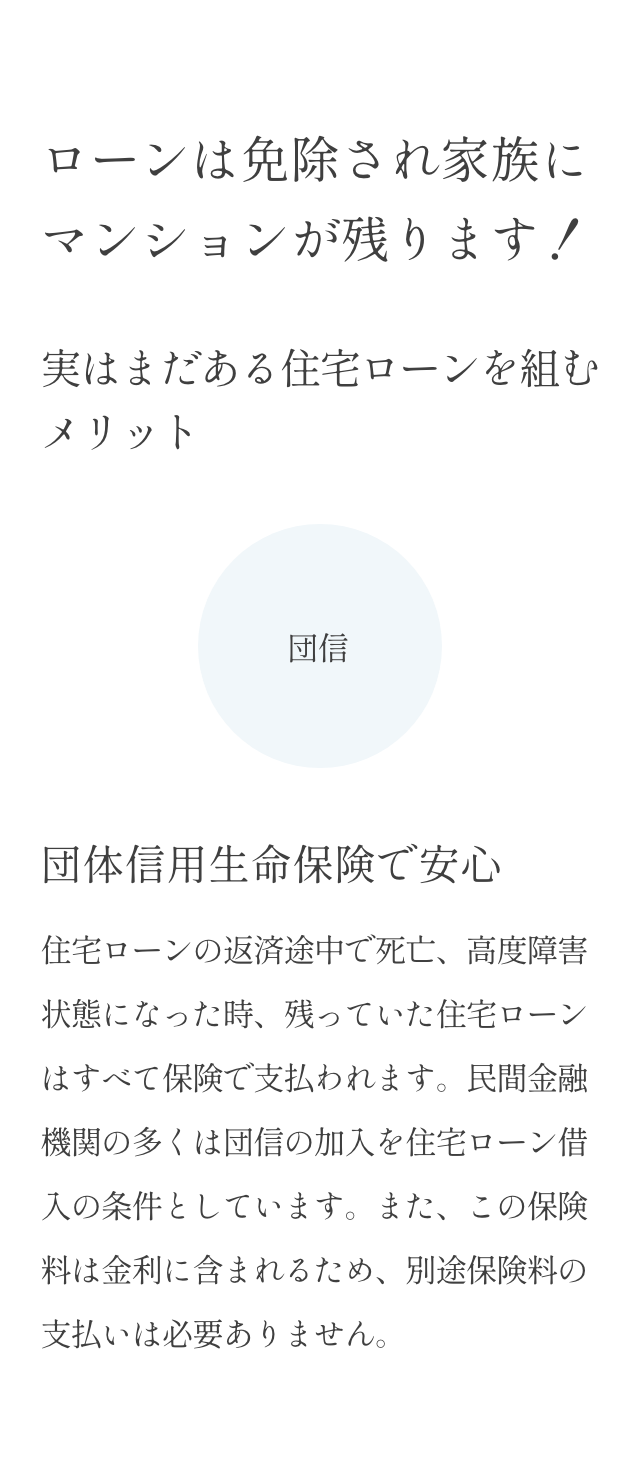 ローンは免除され家族に
マンションが残ります！
実はまだある住宅ローンを組む
メリット
団信
団体信用生命保険で安心
住宅ローンの返済途中で死亡、高度障害
状態になった時、残っていた住宅ローン
はすべて保険で支払われます。民間金融
機関の多くは団信の加入を住宅ローン借
入の条件としています。また、この保険
料は金利に含まれるため、別途保険料の
支払いは必要ありません。